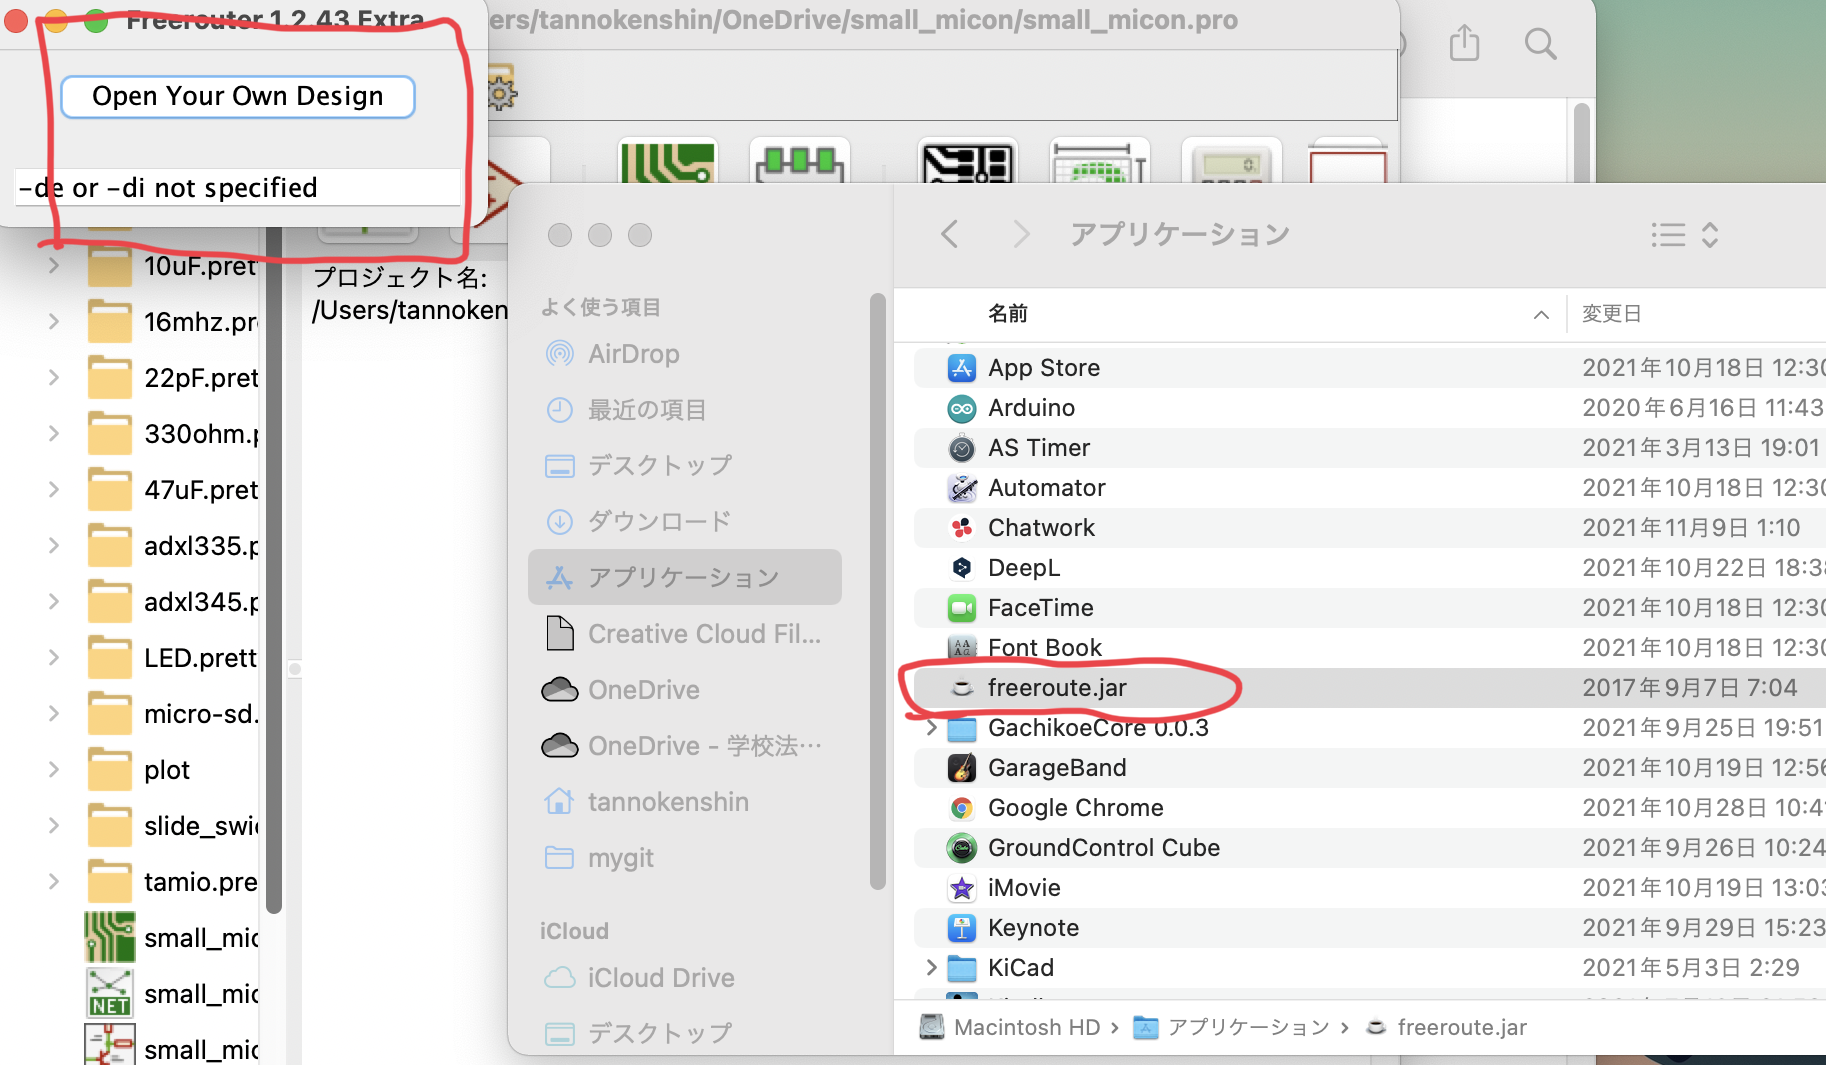 Freerouter 1.2.43 Extra
ers/tannokenshin/OneDrive/small_micon/small_micon.pro
Open Your Own Design
-de or -di not specified
10uF.prett
16mhz.pr
22pF.pret
330ohm.p
47uF.pret
adxl335.p
adxl345.p
LED.prett
micro-sd.
plot
slide_swi
tamio.pre
small_mic
NET
small_mic
small_mic
プロジェクト名:
/Users/tannoken
よく使う項目
AirDrop
最近の項目
デスクトップ
ダウンロード
アプリケーション
Creative Cloud Fil...
OneDrive
OneDrive - 学校法…
tannokenshin
mygit
iCloud
iCloud Drive
デスクトップ
アプリケーション
名前 変更日
App Store 2021年10月18日 12:30
Arduino 2020年6月16日 11:43
AS Timer 2021年3月13日 19:01
Automator 2021年10月18日 12:30
Chatwork 2021年11月9日 1:10
DeepL 2021年10月22日 18:38
FaceTime 2021年10月18日 12:30
Font Book 2021年10月18日 12:30
freeroute.jar 2017年9月7日 7:04
GachikoeCore 0.0.3 2021年9月25日 19:51
GarageBand 2021年10月19日 12:56
Google Chrome 2021年10月28日 10:41
GroundControl Cube 2021年9月26日 10:24
iMovie 2021年10月19日 13:03
Keynote 2021年9月29日 15:23
KiCad 2021年5月3日 2:29
Macintosh HD › アプリケーション › freeroute.jar